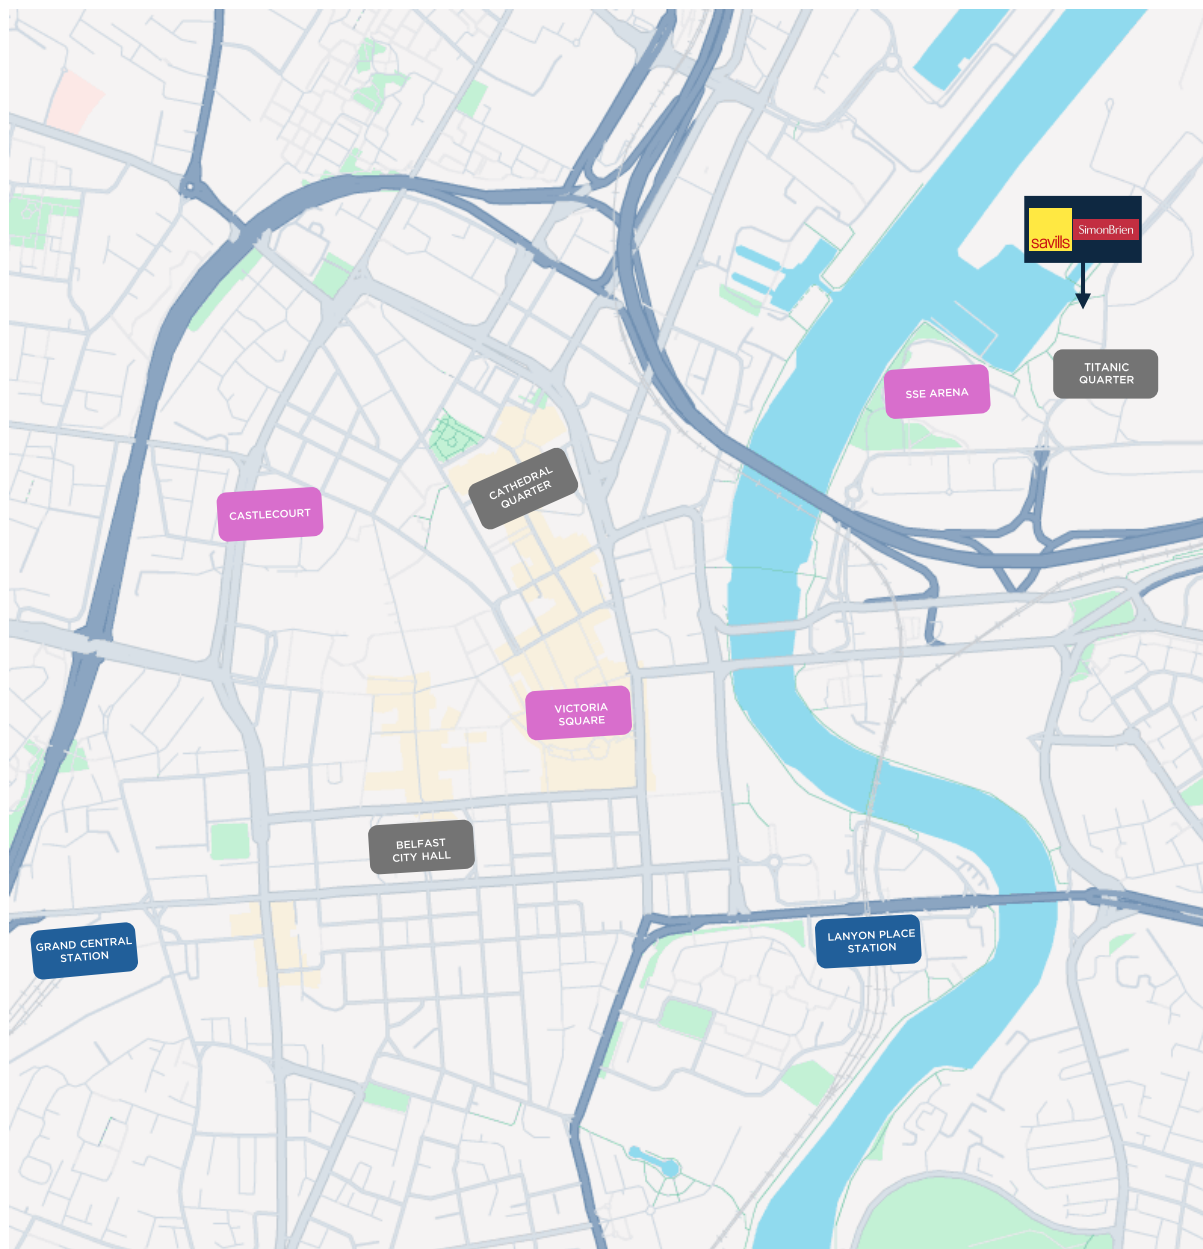 savills
SimonBrien
TITANIC
QUARTER
SSE ARENA
CATHEDRAL
QUARTER
CASTLECOURT
VICTORIA
SQUARE
BELFAST
CITY HALL
GRAND CENTRAL
STATION
LANYON PLACE
STATION